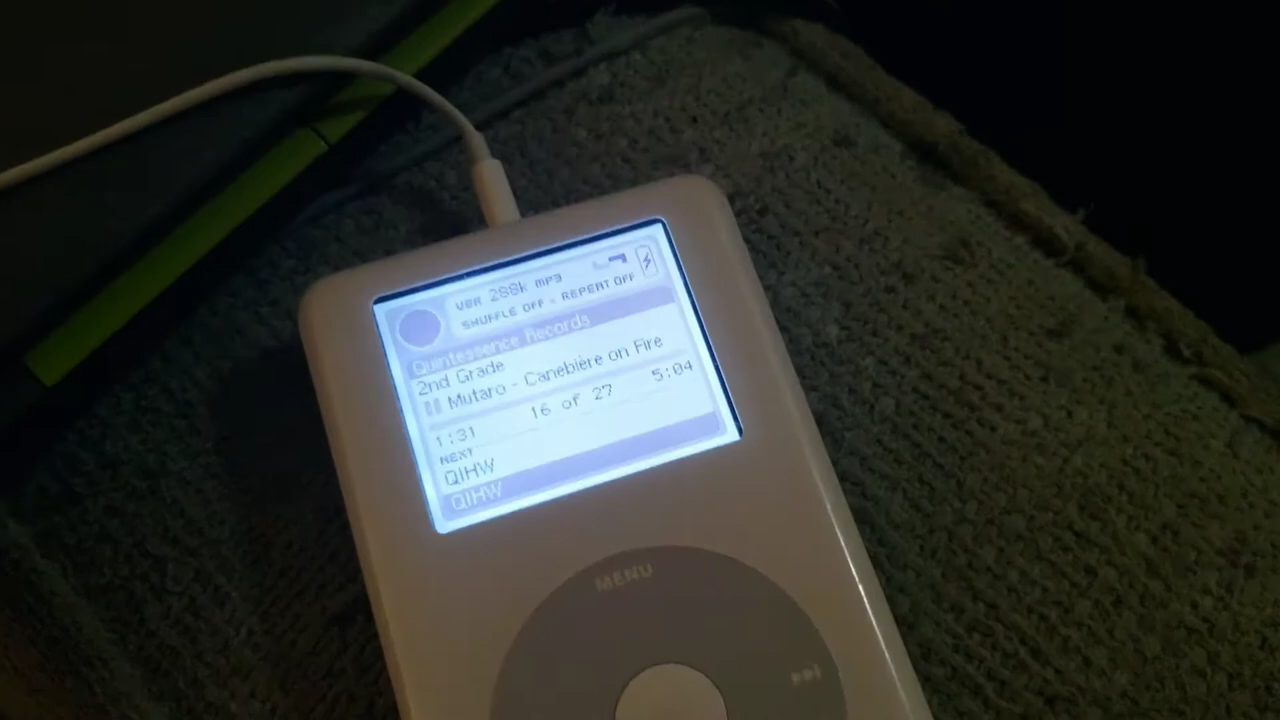 VBR 288k MP3
SHUFFLE OFF - REPEAT OFF
Quintessence Records
2nd Grade
Mutaro - Canebière on Fire
1:31 16 of 27 5:04
NEXT
QIHW
QIHW
MENU